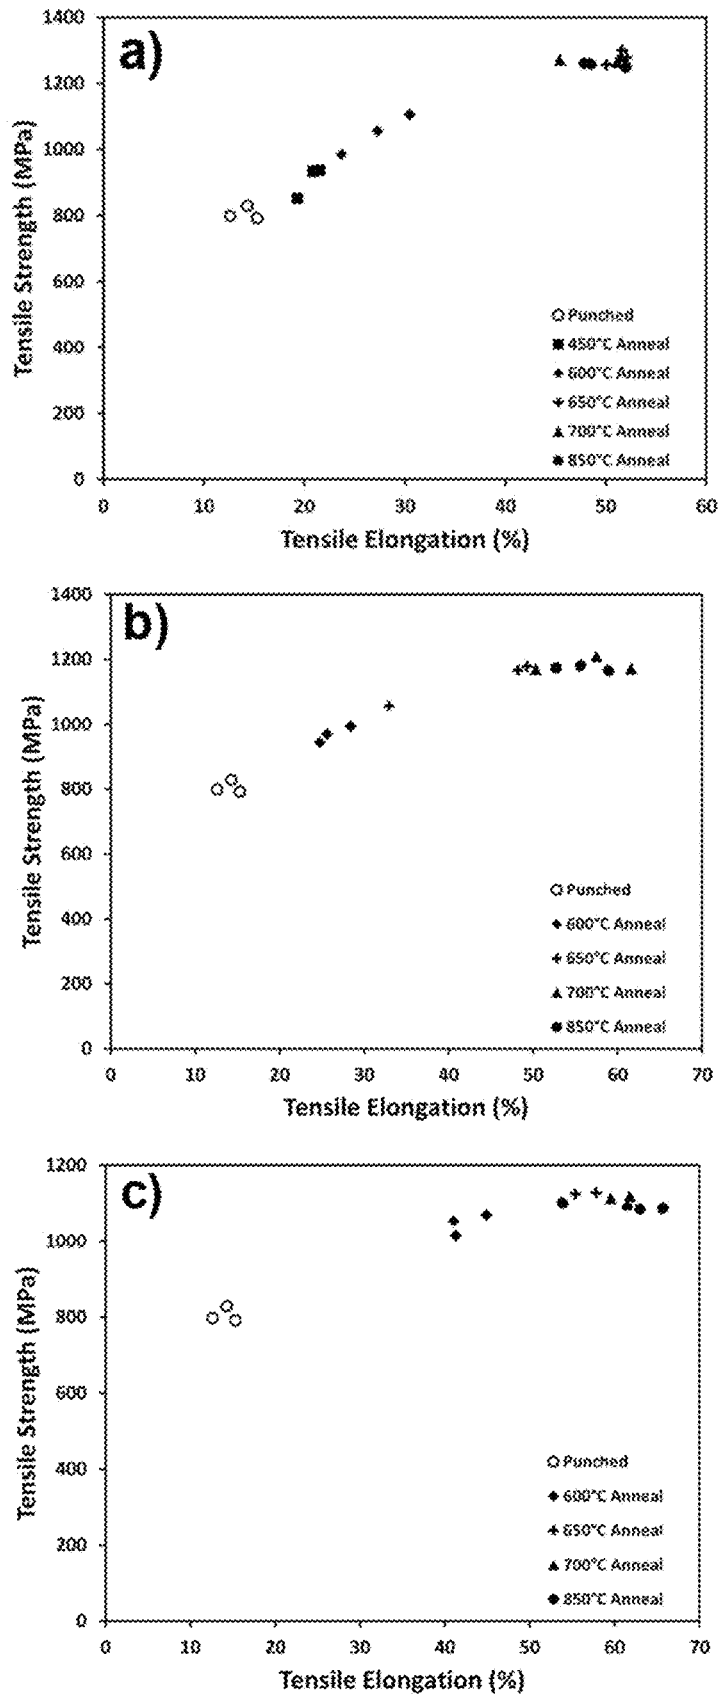 a)
1400
1200
1000
800
600
400
200
0
Tensile Strength (MPa)
Punched
450°C Anneal
600°C Anneal
650°C Anneal
700°C Anneal
850°C Anneal
0 10 20 30 40 50 60
Tensile Elongation (%)
b)
1400
1200
1000
800
600
400
200
0
Tensile Strength (MPa)
Punched
600°C Anneal
650°C Anneal
700°C Anneal
850°C Anneal
0 10 20 30 40 50 60 70
Tensile Elongation (%)
c)
1200
1000
800
600
400
200
0
Tensile Strength (MPa)
Punched
600°C Anneal
650°C Anneal
700°C Anneal
850°C Anneal
0 10 20 30 40 50 60 70
Tensile Elongation (%)